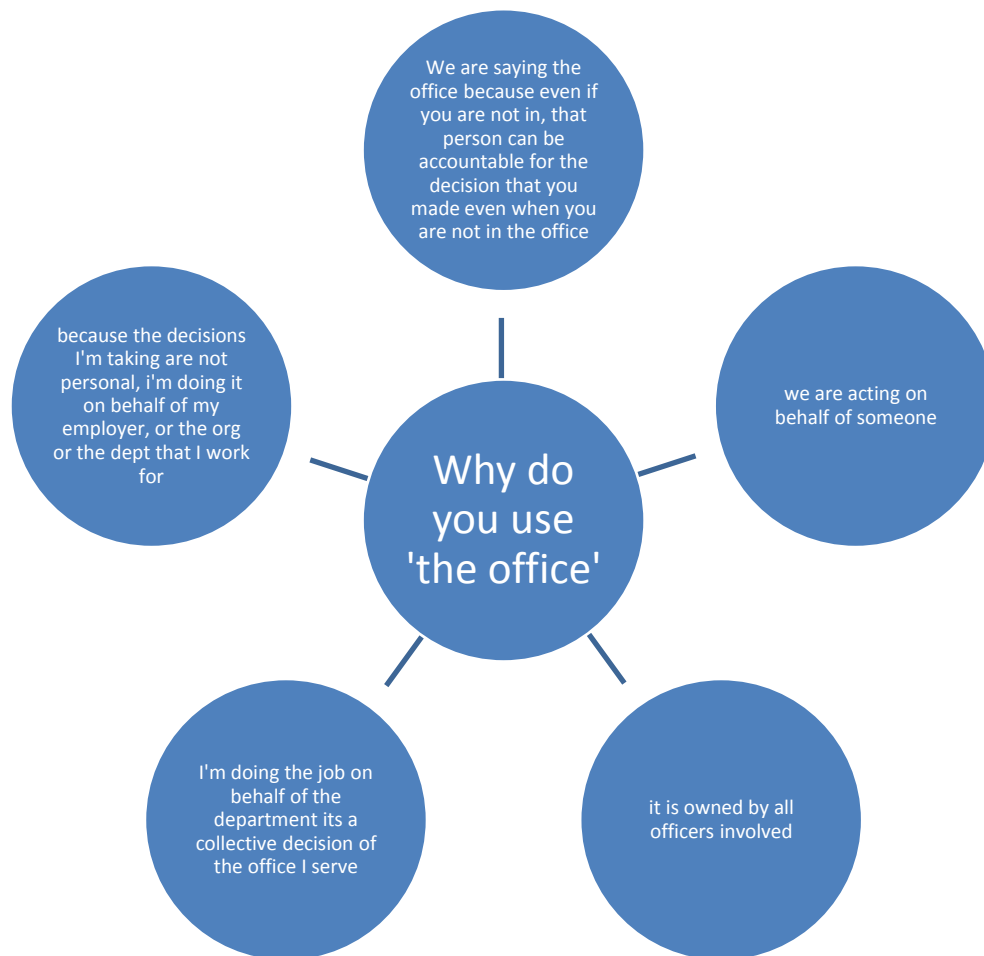 We are saying the
office because even if
you are not in, that
person can be
accountable for the
decision that you
made even when you
are not in the office
because the decisions
I'm taking are not
personal, i'm doing it
on behalf of my
employer, or the org
or the dept that I work
for
we are acting on
behalf of someone
Why do
you use
'the office'
I'm doing the job on
behalf of the
department its a
collective decision of
the office I serve
it is owned by all
officers involved